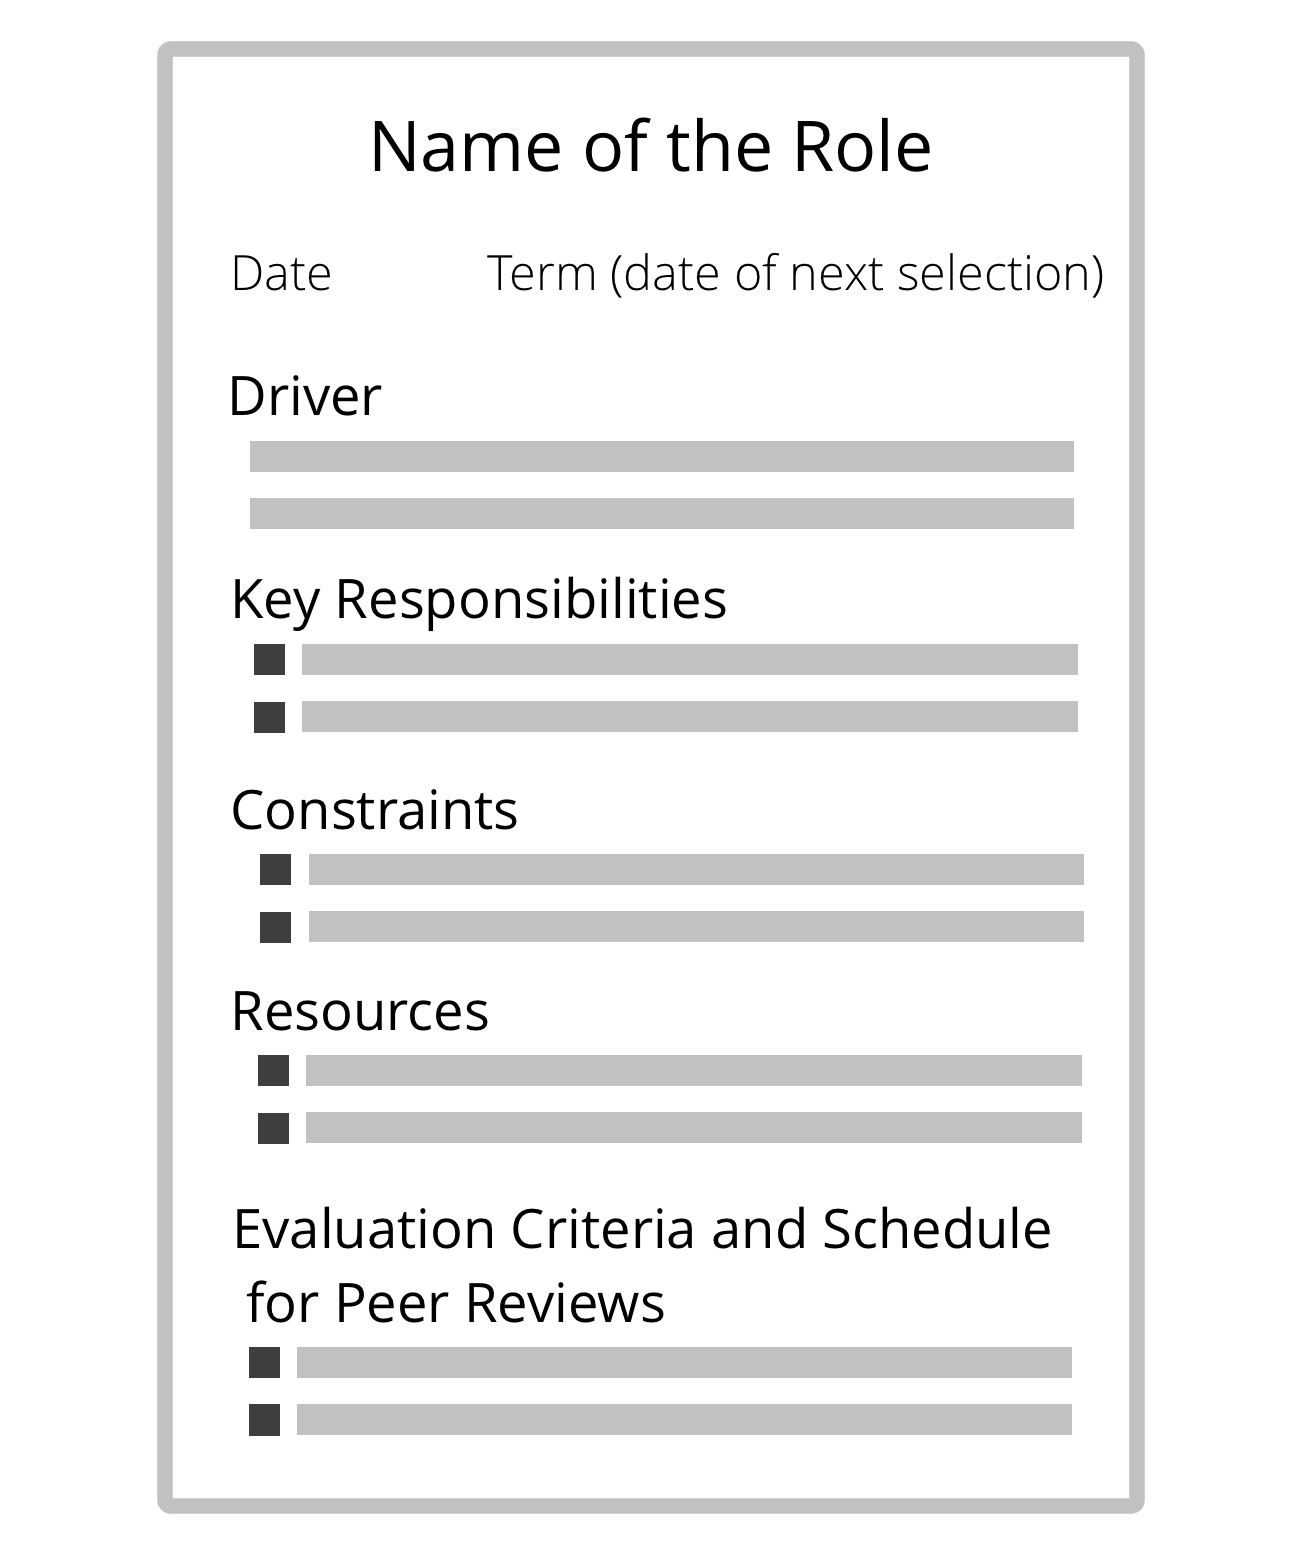 Name of the Role
Date Term (date of next selection)
Driver
Key Responsibilities
Constraints
Resources
Evaluation Criteria and Schedule
for Peer Reviews